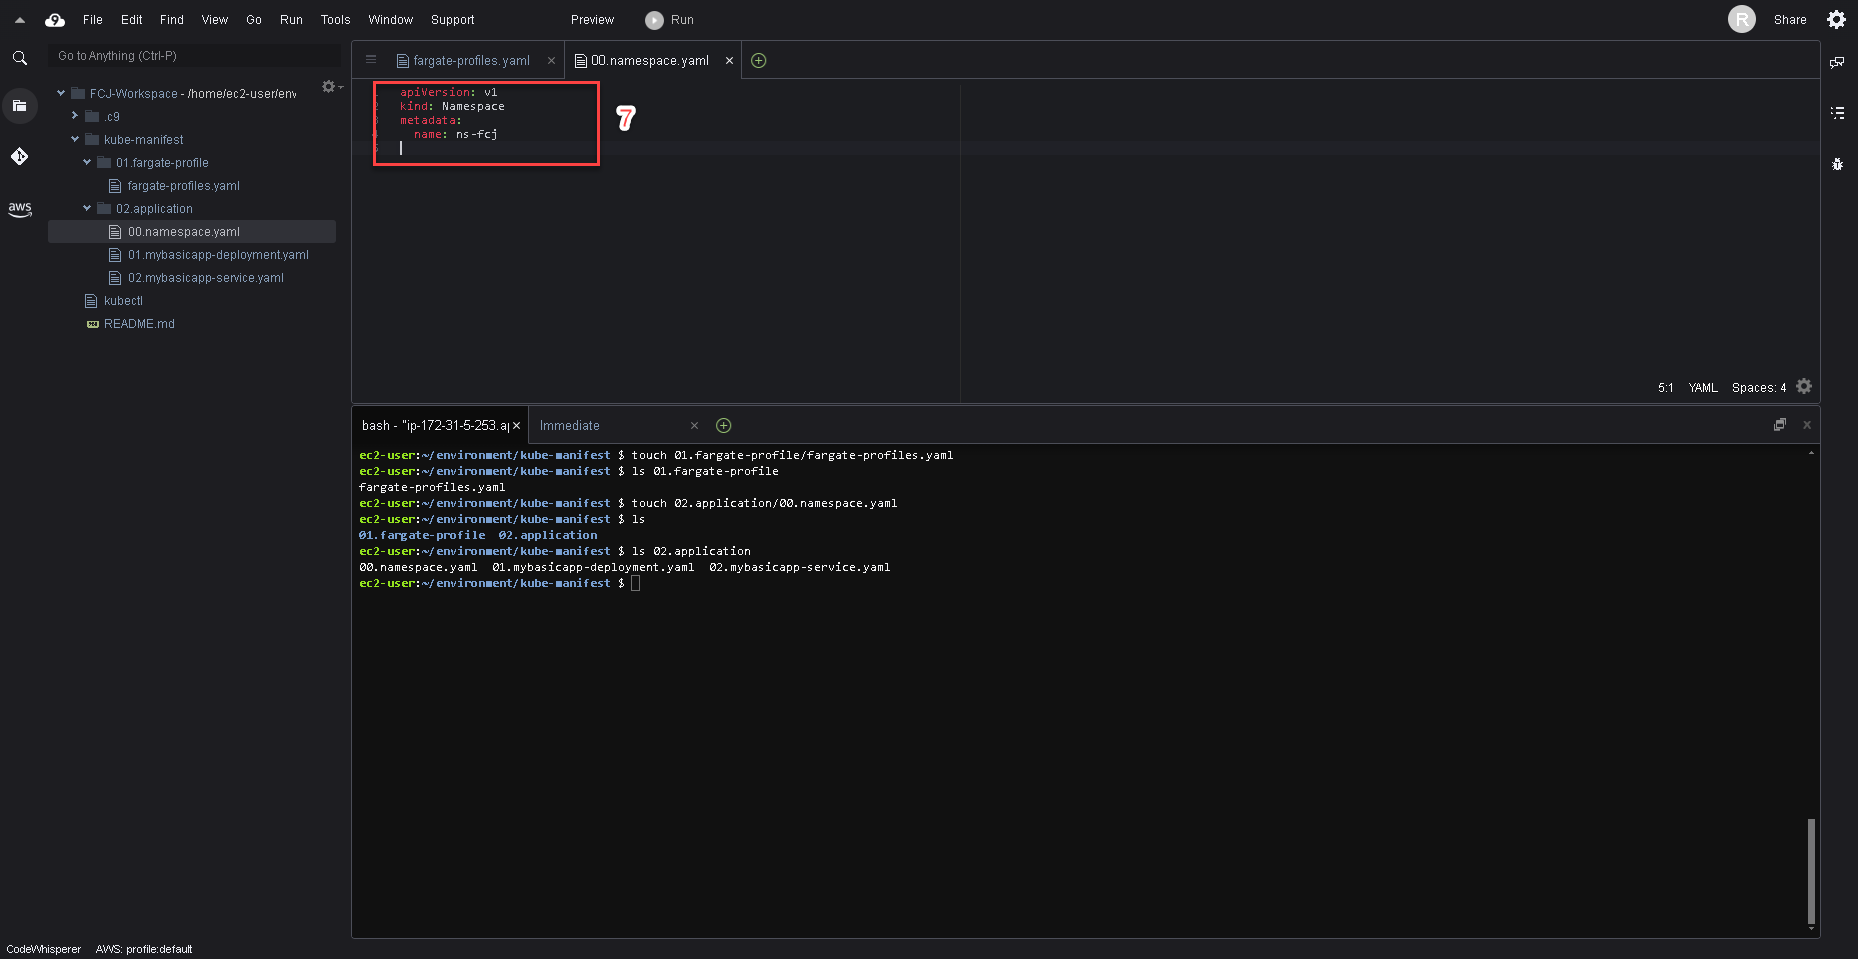 File Edit Find View Go Run Tools Window Support Preview Run R Share
Go to Anything (Ctrl-P)
FCJ-Workspace - /home/ec2-user/env
.c9
kube-manifest
01.fargate-profile
fargate-profiles.yaml
02.application
00.namespace.yaml
01.mybasicapp-deployment.yaml
02.mybasicapp-service.yaml
kubectl
README.md
aws
fargate-profiles.yaml 00.namespace.yaml
apiVersion: v1
kind: Namespace
metadata:
name: ns-fcj
7
5:1 YAML Spaces: 4
bash - "ip-172-31-5-253.ap Immediate
ec2-user:~/environment/kube-manifest $ touch 01.fargate-profile/fargate-profiles.yaml
ec2-user:~/environment/kube-manifest $ ls 01.fargate-profile
fargate-profiles.yaml
ec2-user:~/environment/kube-manifest $ touch 02.application/00.namespace.yaml
ec2-user:~/environment/kube-manifest $ ls
01.fargate-profile 02.application
ec2-user:~/environment/kube-manifest $ ls 02.application
00.namespace.yaml 01.mybasicapp-deployment.yaml 02.mybasicapp-service.yaml
ec2-user:~/environment/kube-manifest $
CodeWhisperer AWS: profile:default